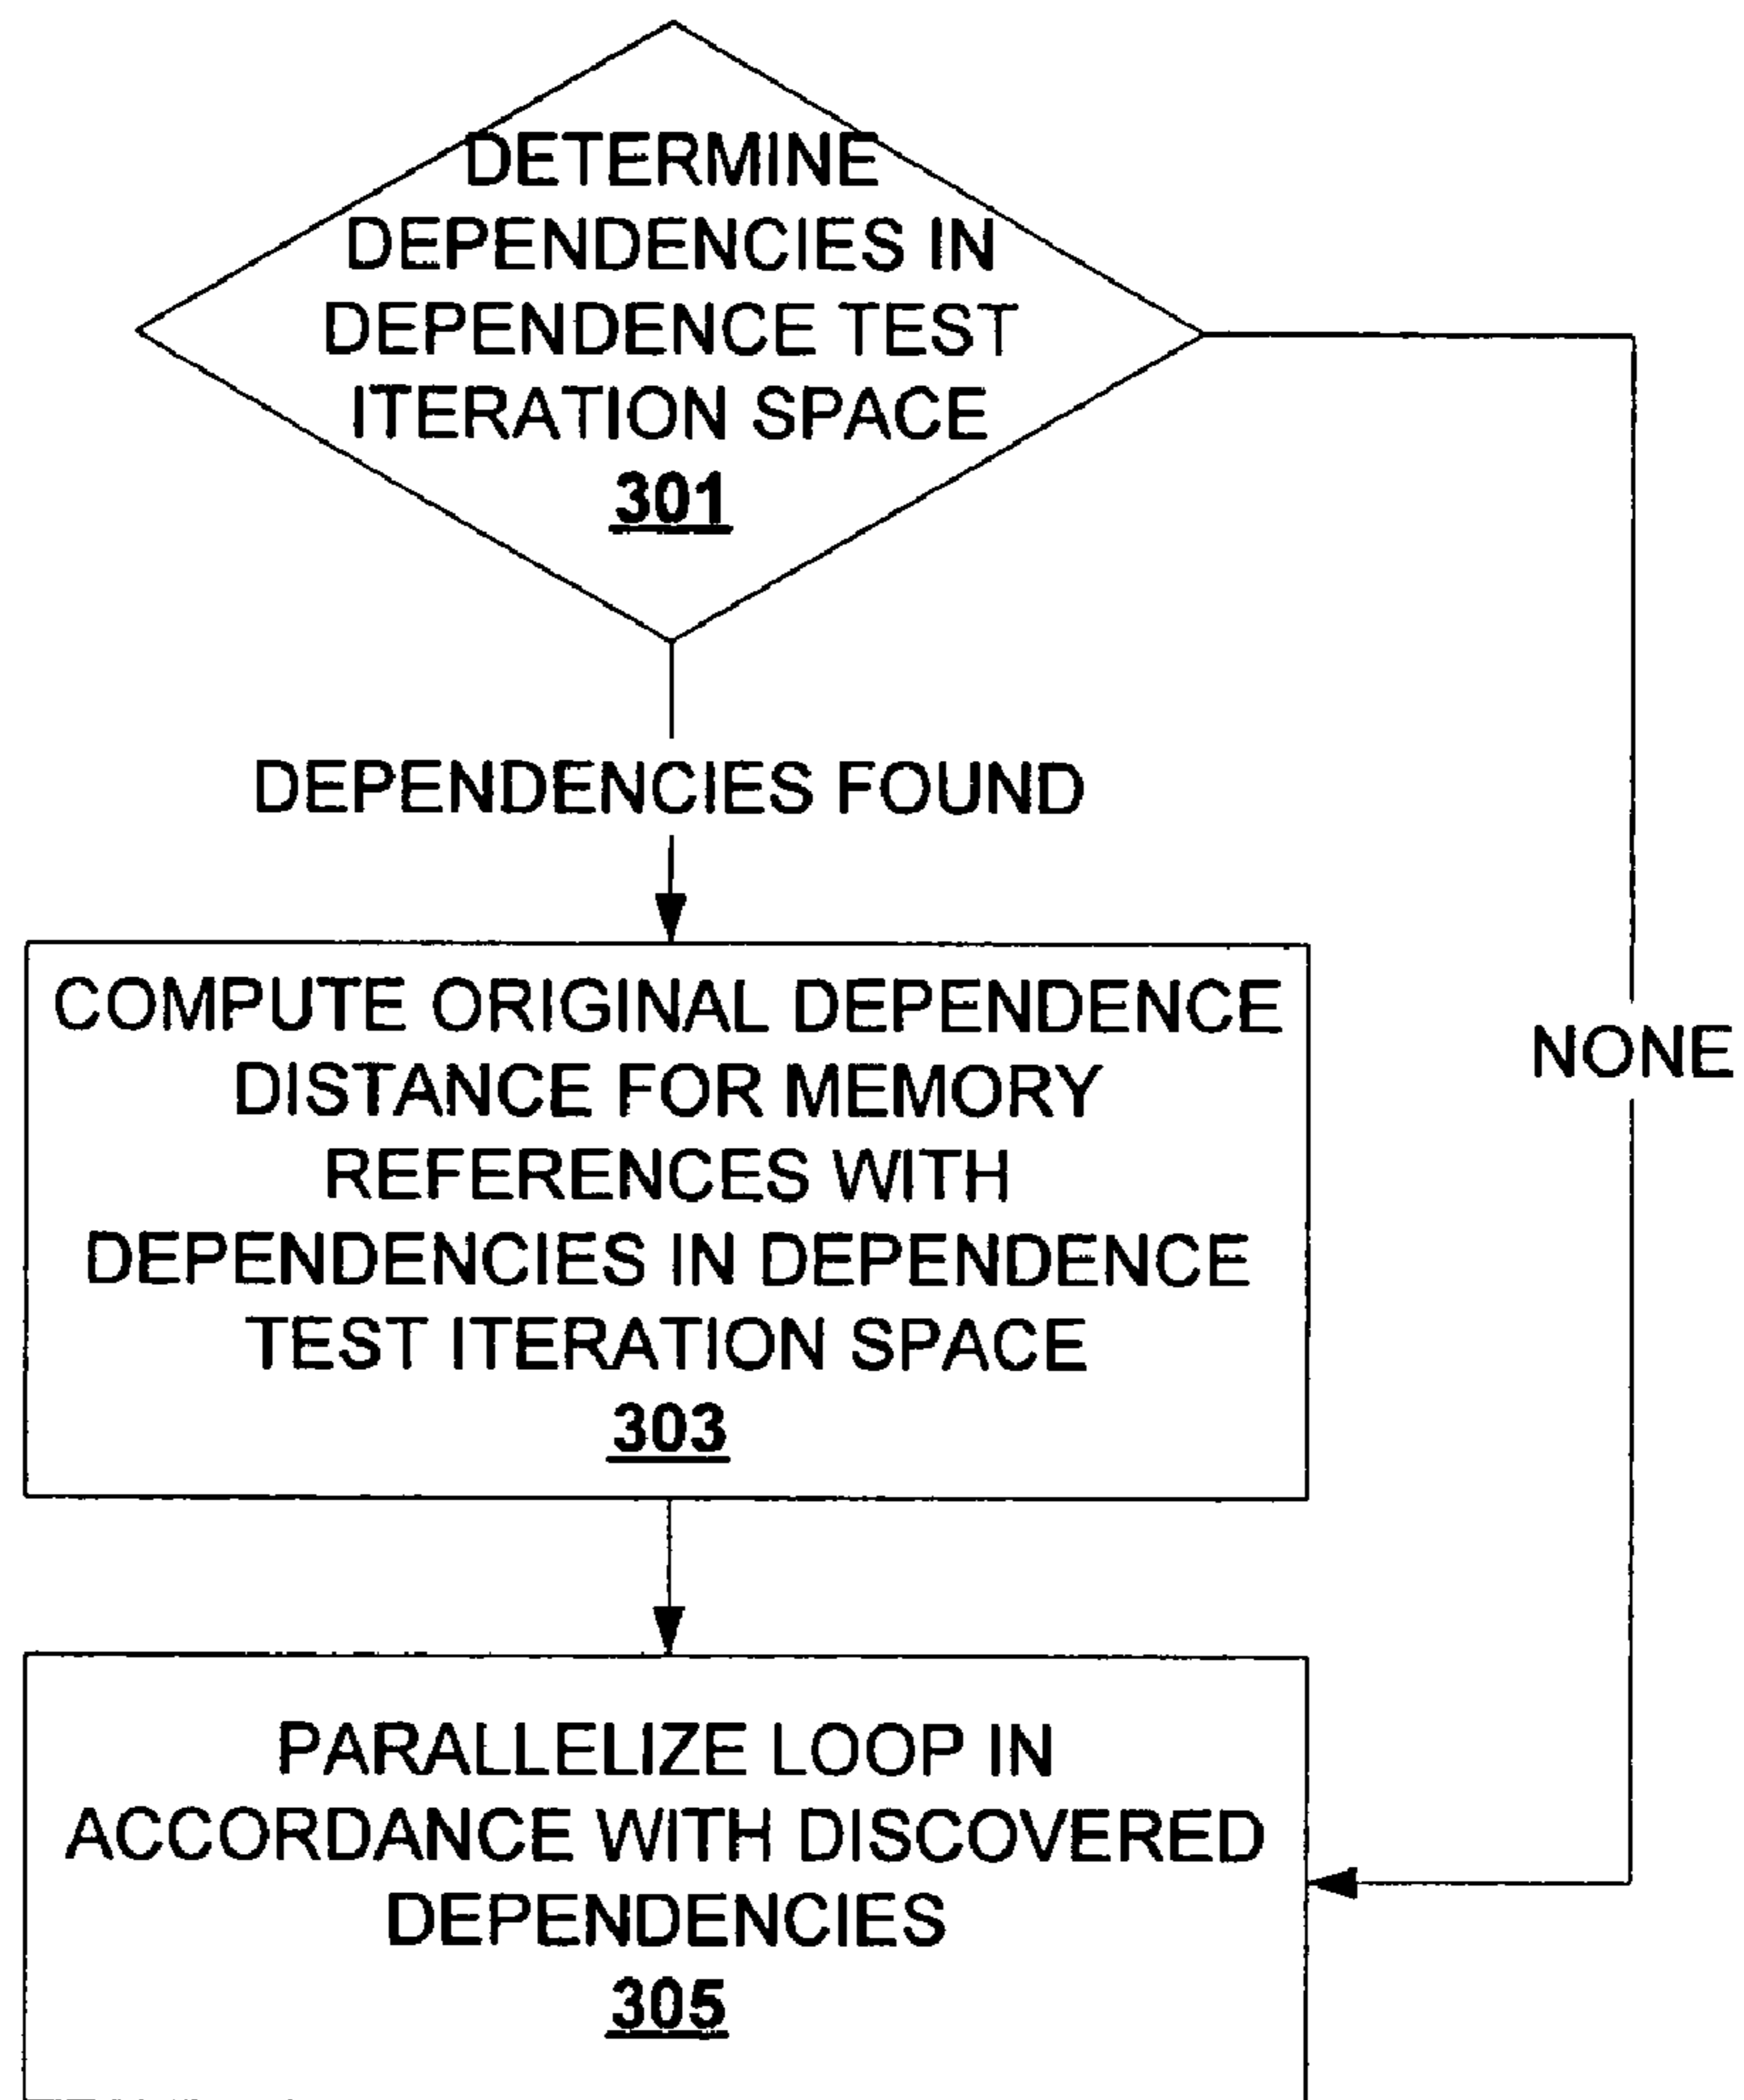 DETERMINE
DEPENDENCIES IN
DEPENDENCE TEST
ITERATION SPACE
301
DEPENDENCIES FOUND
COMPUTE ORIGINAL DEPENDENCE
DISTANCE FOR MEMORY
REFERENCES WITH
DEPENDENCIES IN DEPENDENCE
TEST ITERATION SPACE
303
NONE
PARALLELIZE LOOP IN
ACCORDANCE WITH DISCOVERED
DEPENDENCIES
305